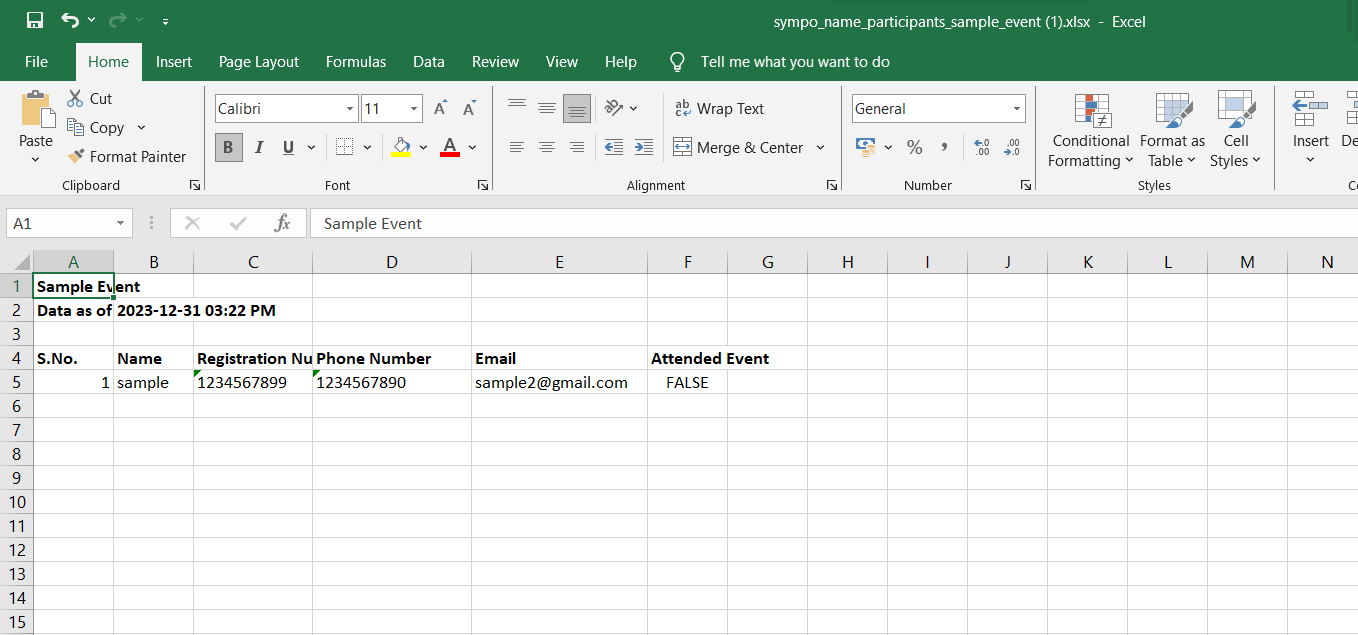 sympo_name_participants_sample_event (1).xlsx - Excel
File Home Insert Page Layout Formulas Data Review View Help Tell me what you want to do
Paste
Cut
Copy
Format Painter
Clipboard
Calibri 11 A A
B I U A
Font
ab Wrap Text
Merge & Center
Alignment
General
% , .00 .00
Number
Conditional Formatting
Format as Table
Cell Styles
Styles
Insert
A1 fx Sample Event
A B C D E F G H I J K L M N
1 Sample Event
2 Data as of 2023-12-31 03:22 PM
3
4 S.No. Name Registration Nu Phone Number Email Attended Event
5 1 sample 1234567899 1234567890 sample2@gmail.com FALSE
6
7
8
9
10
11
12
13
14
15